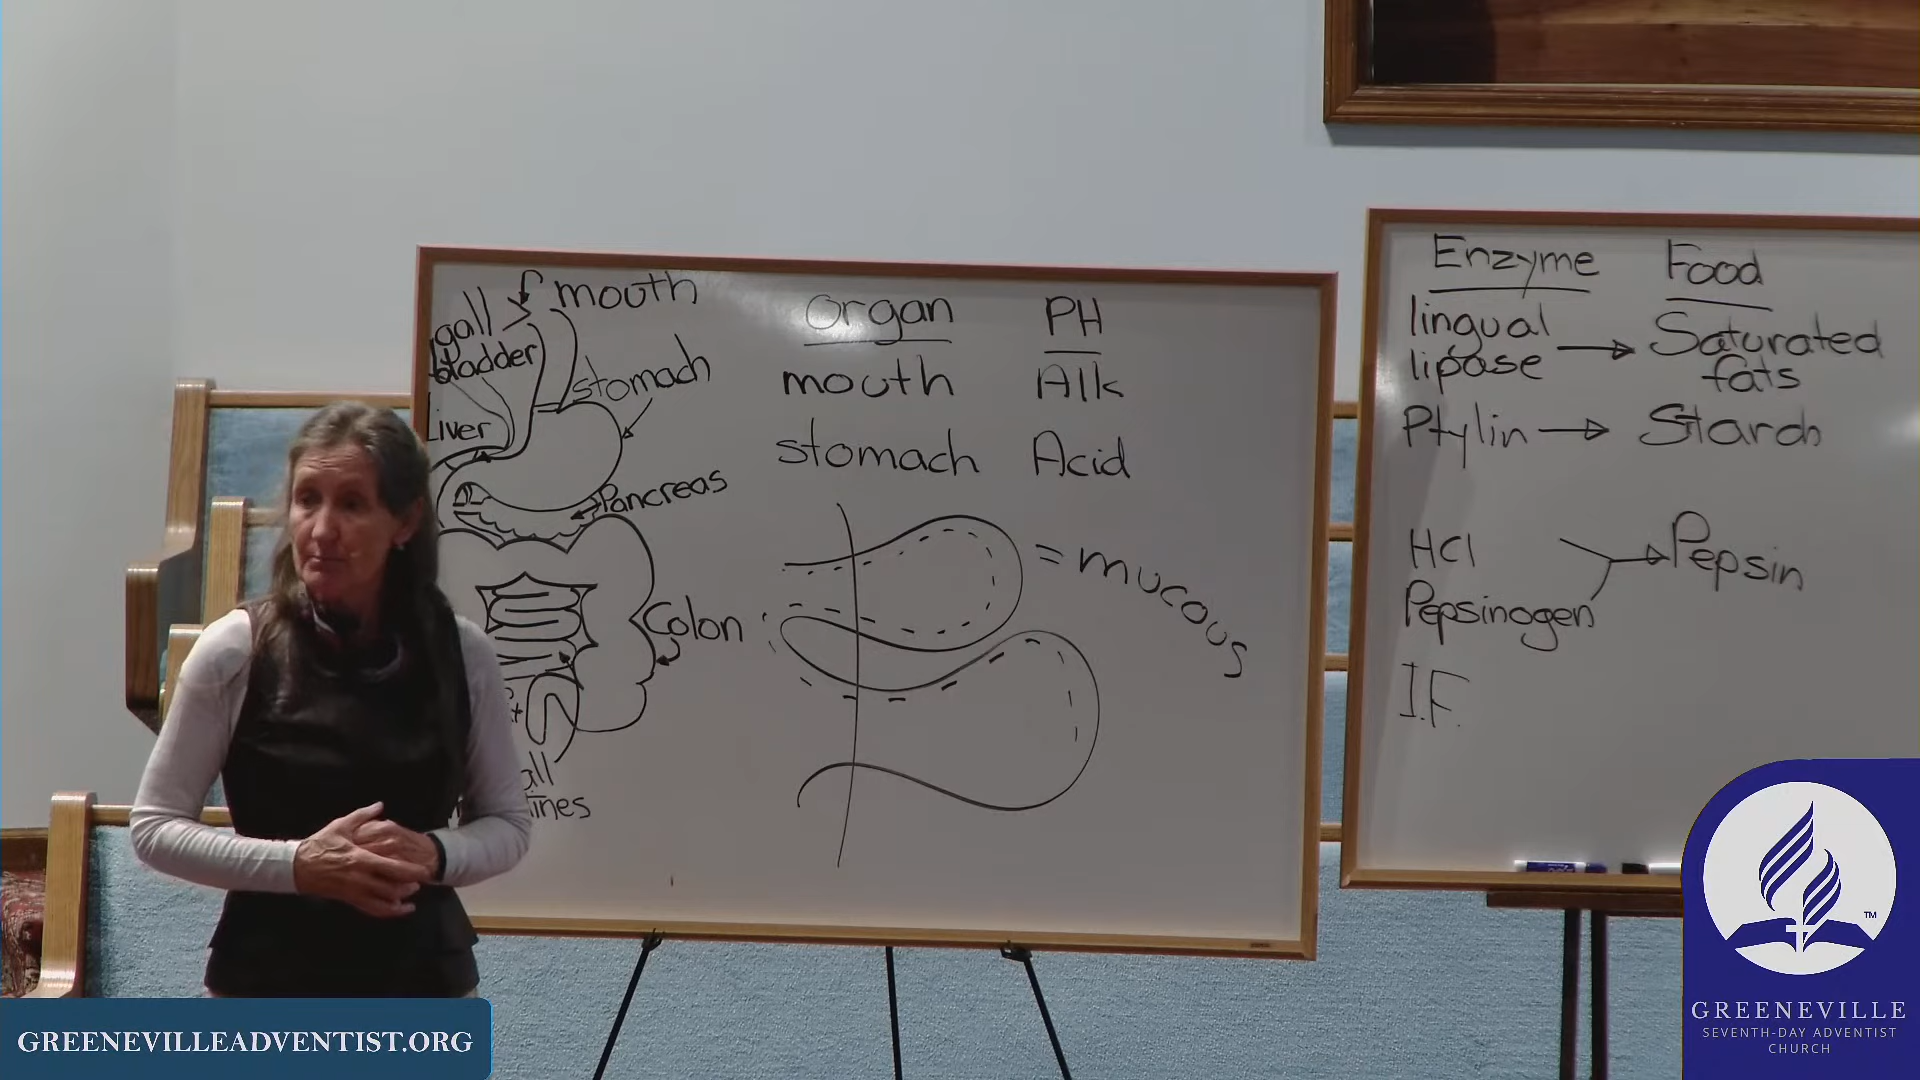 mouth
gall
bladder
stomach
Liver
Pancreas
Colon
Organ PH
mouth Alk
stomach Acid
= mucous
Enzyme Food
lingual
lipase
Saturated
fats
Ptylin Starch
HCl
Pepsinogen
Pepsin
I.F.
GREENEVILLEADVENTIST.ORG
GREENEVILLE
SEVENTH-DAY ADVENTIST
CHURCH
TM